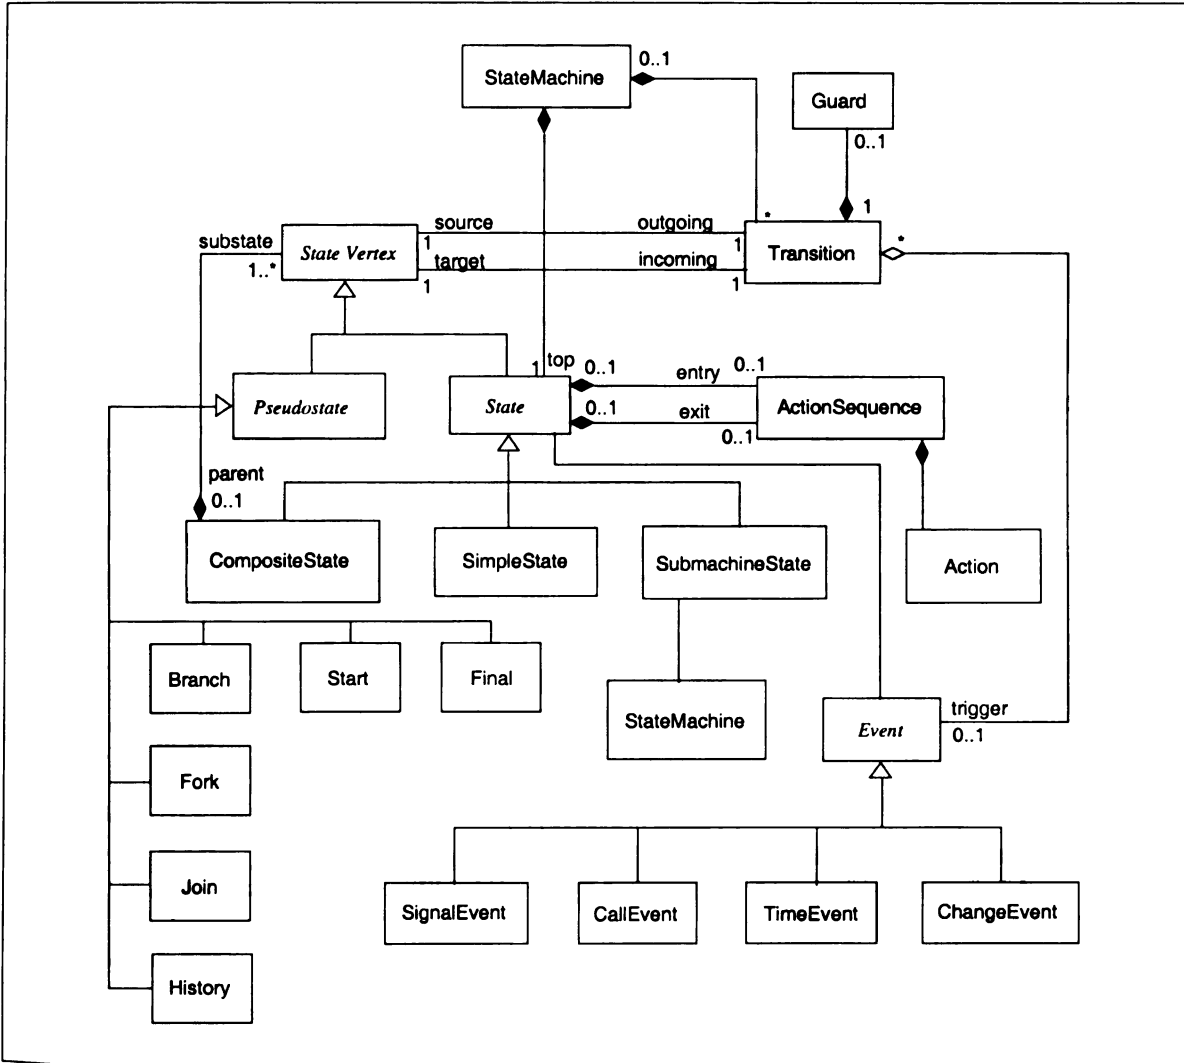 StateMachine
0..1
Guard
0..1
1
*
source
outgoing
1
1
State Vertex
Transition
*
substate
1..*
target
incoming
1
1
1
top
0..1
entry
0..1
Pseudostate
State
0..1
exit
0..1
ActionSequence
parent
0..1
CompositeState
SimpleState
SubmachineState
Action
Branch
Start
Final
StateMachine
Event
trigger
0..1
Fork
Join
History
SignalEvent
CallEvent
TimeEvent
ChangeEvent